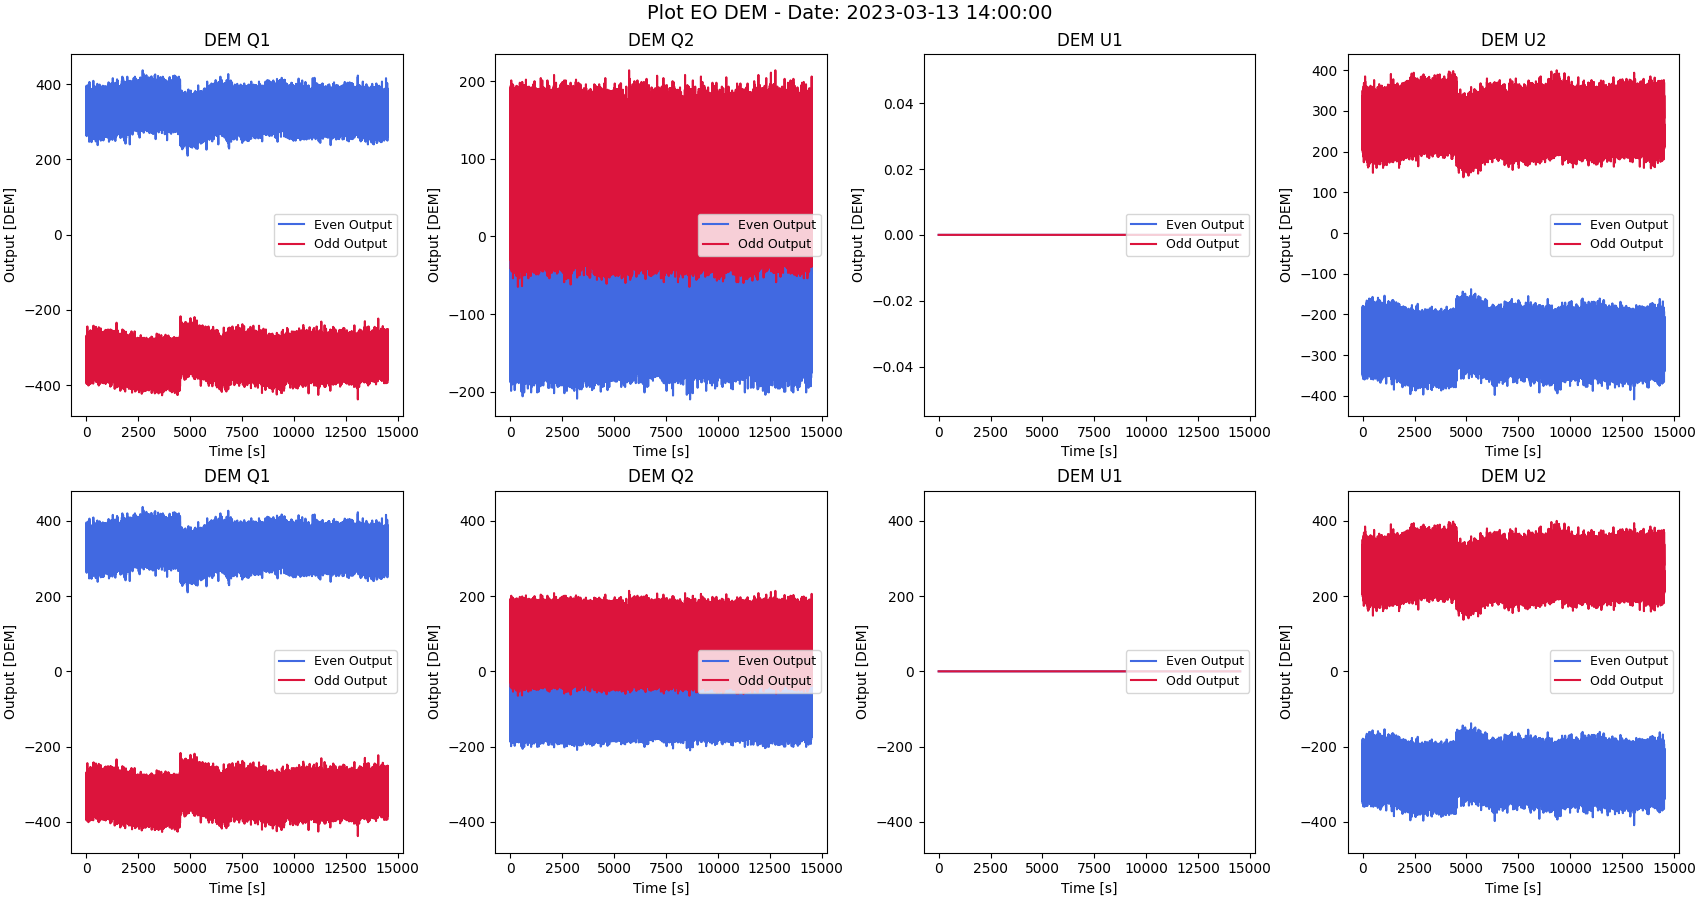 Plot EO DEM - Date: 2023-03-13 14:00:00
DEM Q1
Output [DEM]
400
200
0
−200
−400
Even Output
Odd Output
0 2500 5000 7500 10000 12500 15000
Time [s]
DEM Q2
Output [DEM]
200
100
0
−100
−200
Even Output
Odd Output
0 2500 5000 7500 10000 12500 15000
Time [s]
DEM U1
Output [DEM]
0.04
0.02
0.00
−0.02
−0.04
Even Output
Odd Output
0 2500 5000 7500 10000 12500 15000
Time [s]
DEM U2
Output [DEM]
400
300
200
100
0
−100
−200
−300
−400
Even Output
Odd Output
0 2500 5000 7500 10000 12500 15000
Time [s]
DEM Q1
Output [DEM]
400
200
0
−200
−400
Even Output
Odd Output
0 2500 5000 7500 10000 12500 15000
Time [s]
DEM Q2
Output [DEM]
400
200
0
−200
−400
Even Output
Odd Output
0 2500 5000 7500 10000 12500 15000
Time [s]
DEM U1
Output [DEM]
400
200
0
−200
−400
Even Output
Odd Output
0 2500 5000 7500 10000 12500 15000
Time [s]
DEM U2
Output [DEM]
400
200
0
−200
−400
Even Output
Odd Output
0 2500 5000 7500 10000 12500 15000
Time [s]